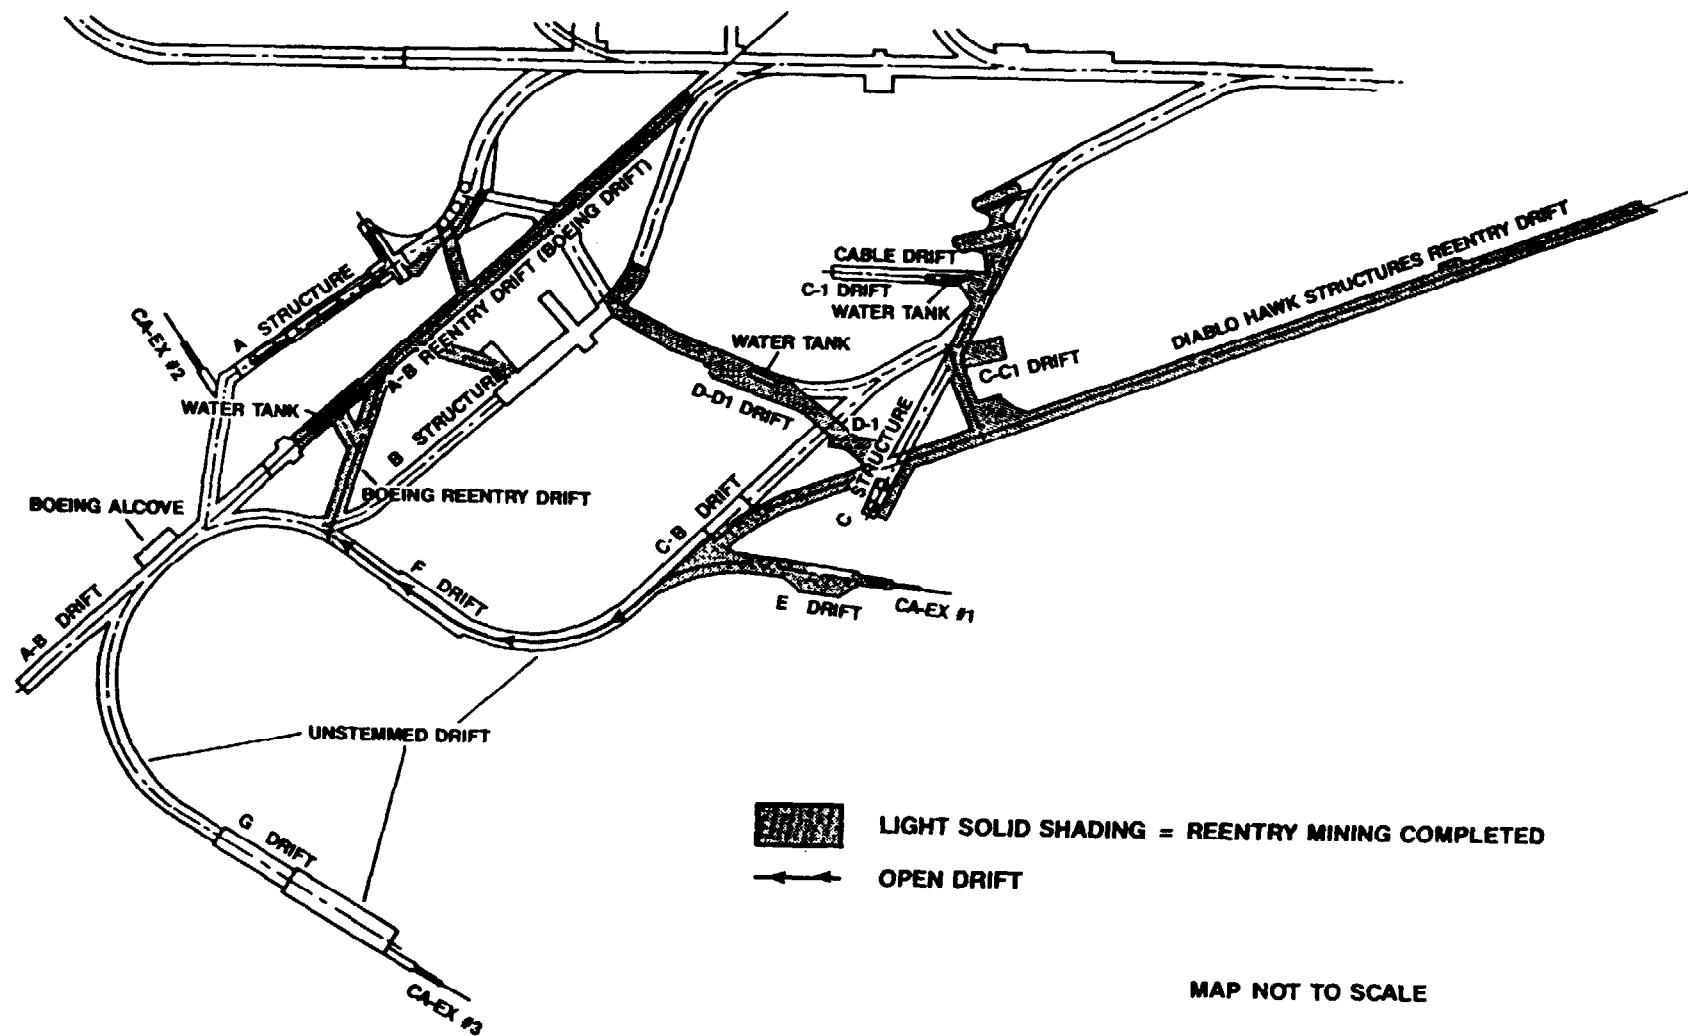 A-B REENTRY DRIFT (BOEING DRIFT)
A STRUCTURE
CA-EX #2
WATER TANK
B STRUCTURE
BOEING REENTRY DRIFT
BOEING ALCOVE
A-B DRIFT
F DRIFT
CABLE DRIFT
C-1 DRIFT
WATER TANK
WATER TANK
D-D1 DRIFT
D-1
C STRUCTURE
C-C1 DRIFT
DIABLO HAWK STRUCTURES REENTRY DRIFT
C-B DRIFT
E DRIFT
CA-EX #1
UNSTEMMED DRIFT
G DRIFT
CA-EX #3
LIGHT SOLID SHADING = REENTRY MINING COMPLETED
OPEN DRIFT
MAP NOT TO SCALE